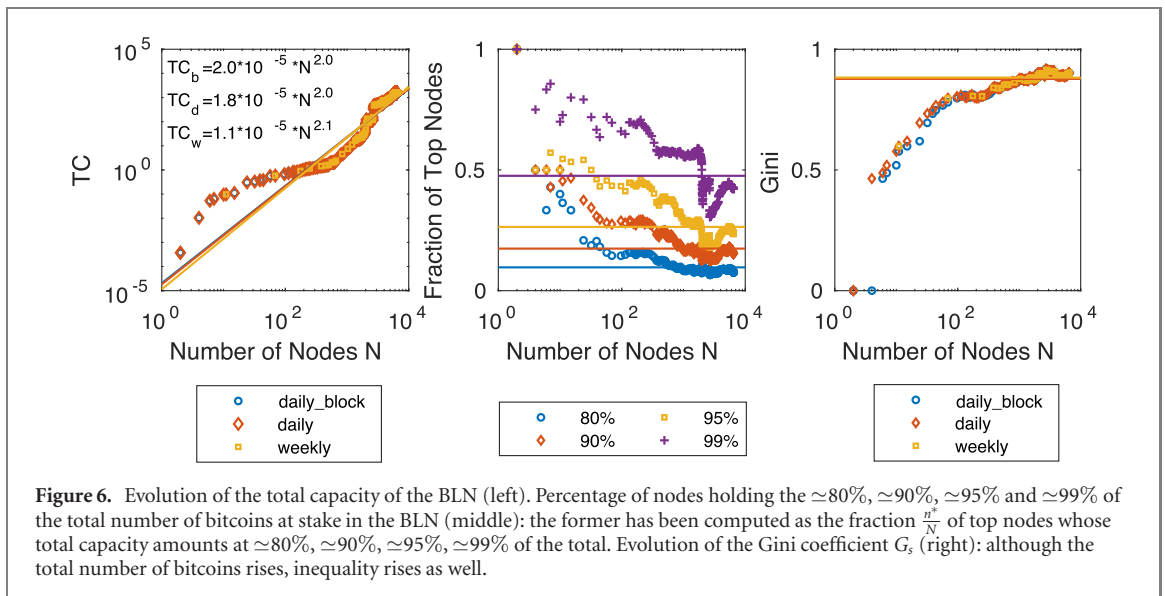 10^5
TC_b=2.0*10^-5 *N^2.0
TC_d=1.8*10^-5 *N^2.0
TC_w=1.1*10^-5 *N^2.1
TC
10^0
10^-5
10^0 10^2 10^4
Number of Nodes N
daily_block
daily
weekly
Fraction of Top Nodes
1
0.5
0
10^0 10^2 10^4
Number of Nodes N
80% 95%
90% 99%
Gini
1
0.5
0
10^0 10^2 10^4
Number of Nodes N
daily_block
daily
weekly
Figure 6. Evolution of the total capacity of the BLN (left). Percentage of nodes holding the ≃80%, ≃90%, ≃95% and ≃99% of
the total number of bitcoins at stake in the BLN (middle): the former has been computed as the fraction n*/N of top nodes whose
total capacity amounts at ≃80%, ≃90%, ≃95%, ≃99% of the total. Evolution of the Gini coefficient G_s (right): although the
total number of bitcoins rises, inequality rises as well.